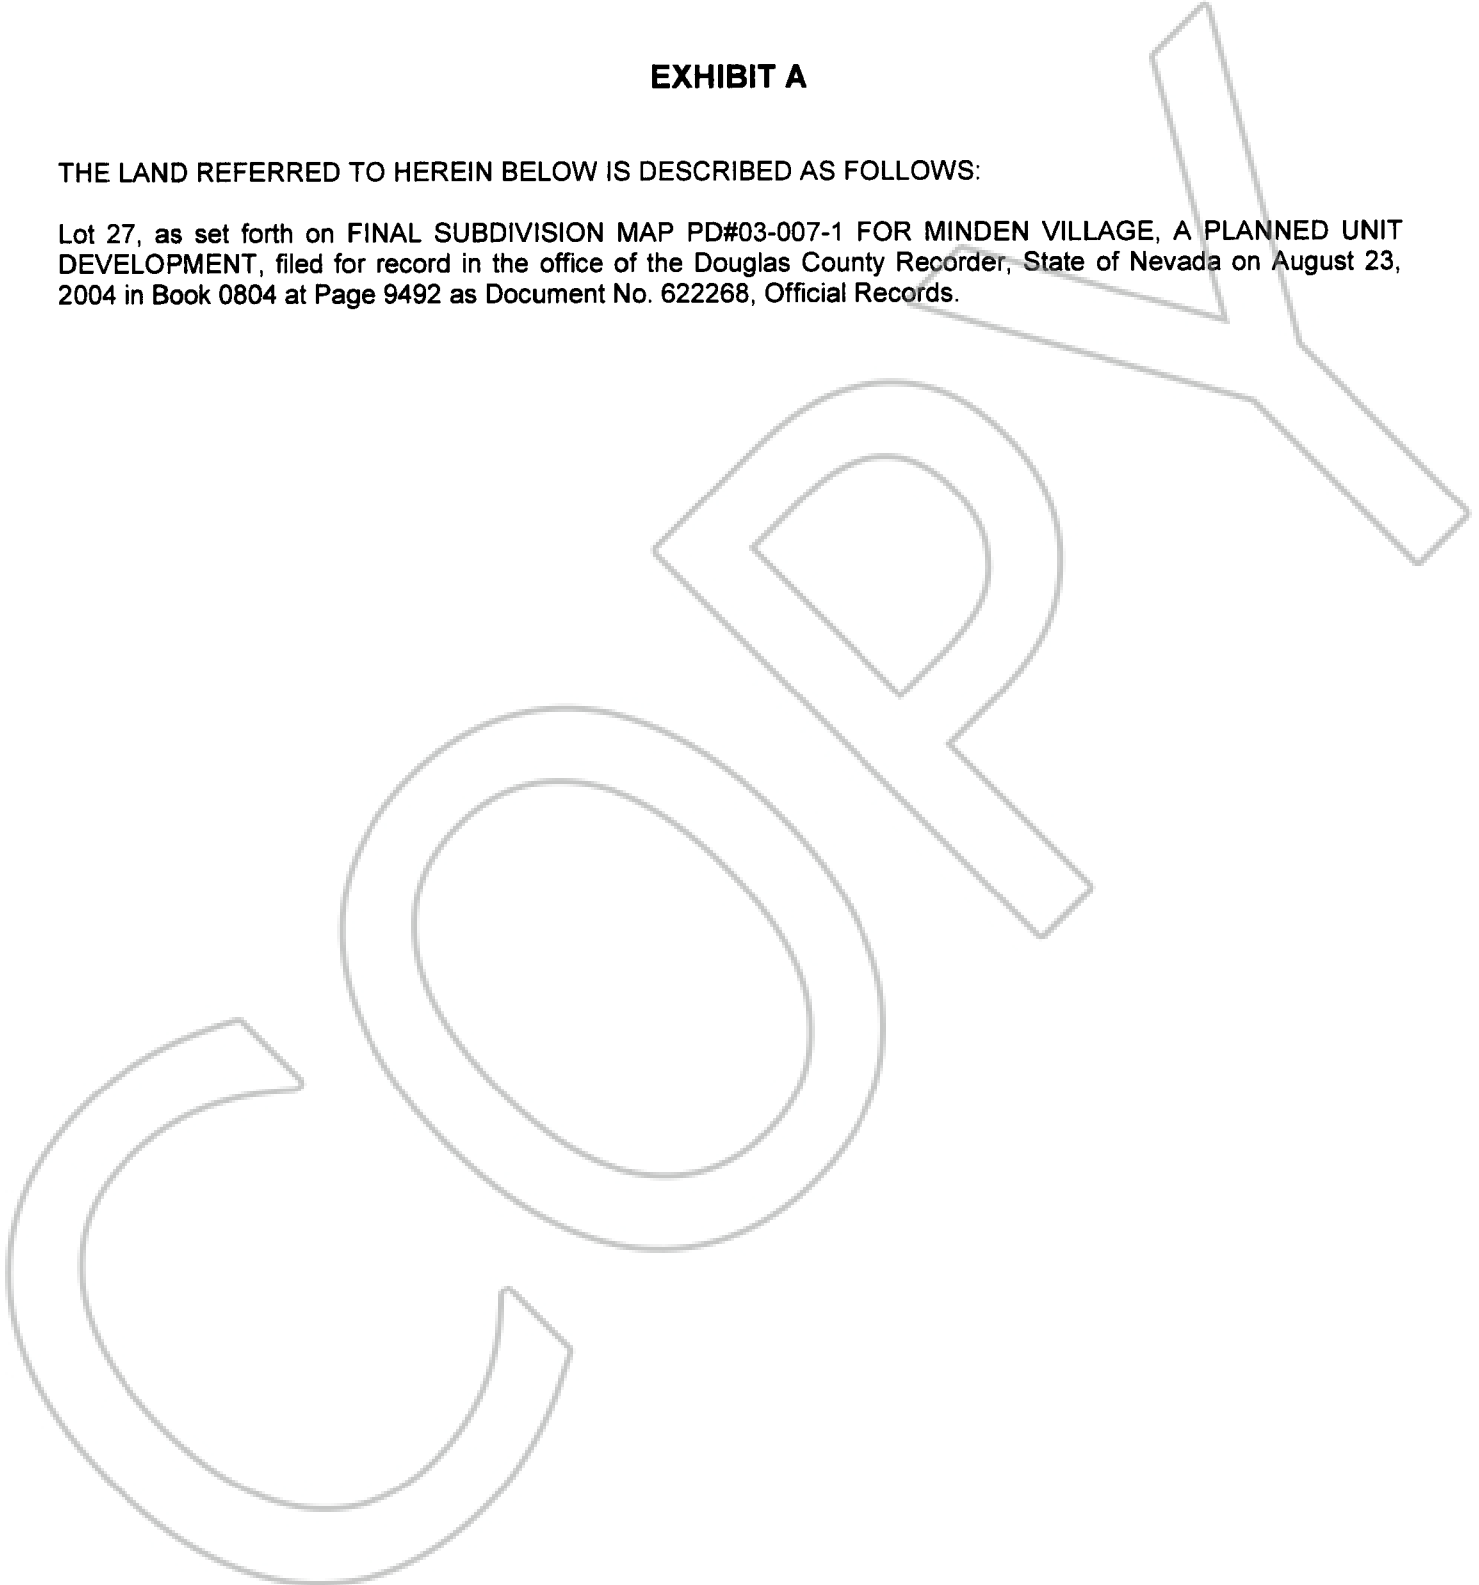 EXHIBIT A
THE LAND REFERRED TO HEREIN BELOW IS DESCRIBED AS FOLLOWS:
Lot 27, as set forth on FINAL SUBDIVISION MAP PD#03-007-1 FOR MINDEN VILLAGE, A PLANNED UNIT
DEVELOPMENT, filed for record in the office of the Douglas County Recorder, State of Nevada on August 23,
2004 in Book 0804 at Page 9492 as Document No. 622268, Official Records.
COPY